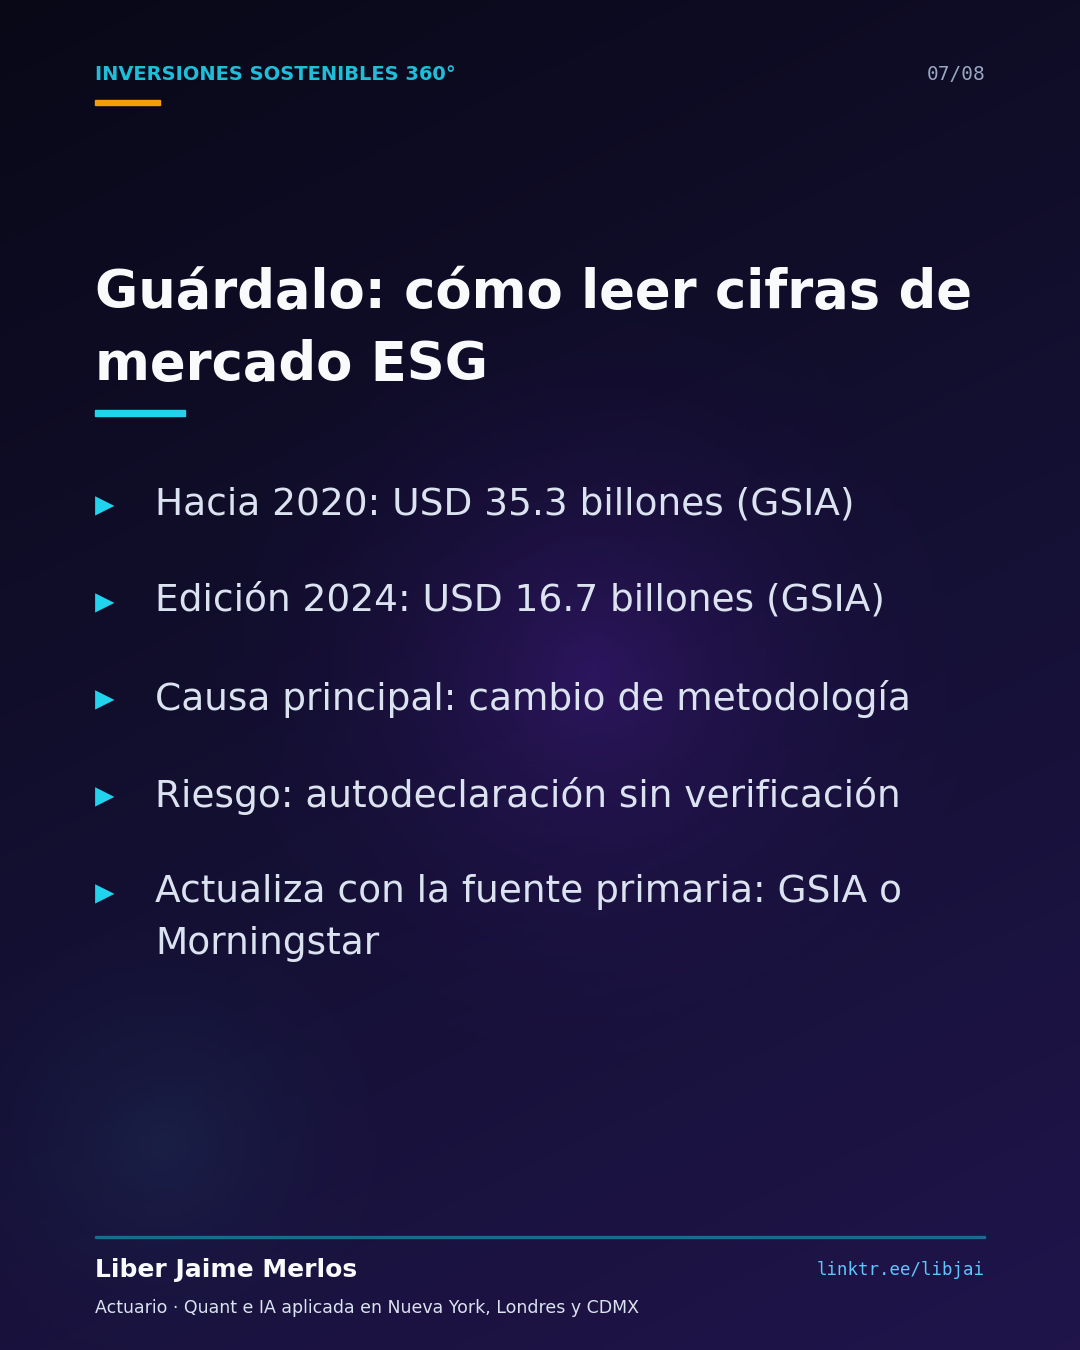 INVERSIONES SOSTENIBLES 360°
07/08
Guárdalo: cómo leer cifras de
mercado ESG
▶ Hacia 2020: USD 35.3 billones (GSIA)
▶ Edición 2024: USD 16.7 billones (GSIA)
▶ Causa principal: cambio de metodología
▶ Riesgo: autodeclaración sin verificación
▶ Actualiza con la fuente primaria: GSIA o
Morningstar
Liber Jaime Merlos
linktr.ee/libjai
Actuario · Quant e IA aplicada en Nueva York, Londres y CDMX